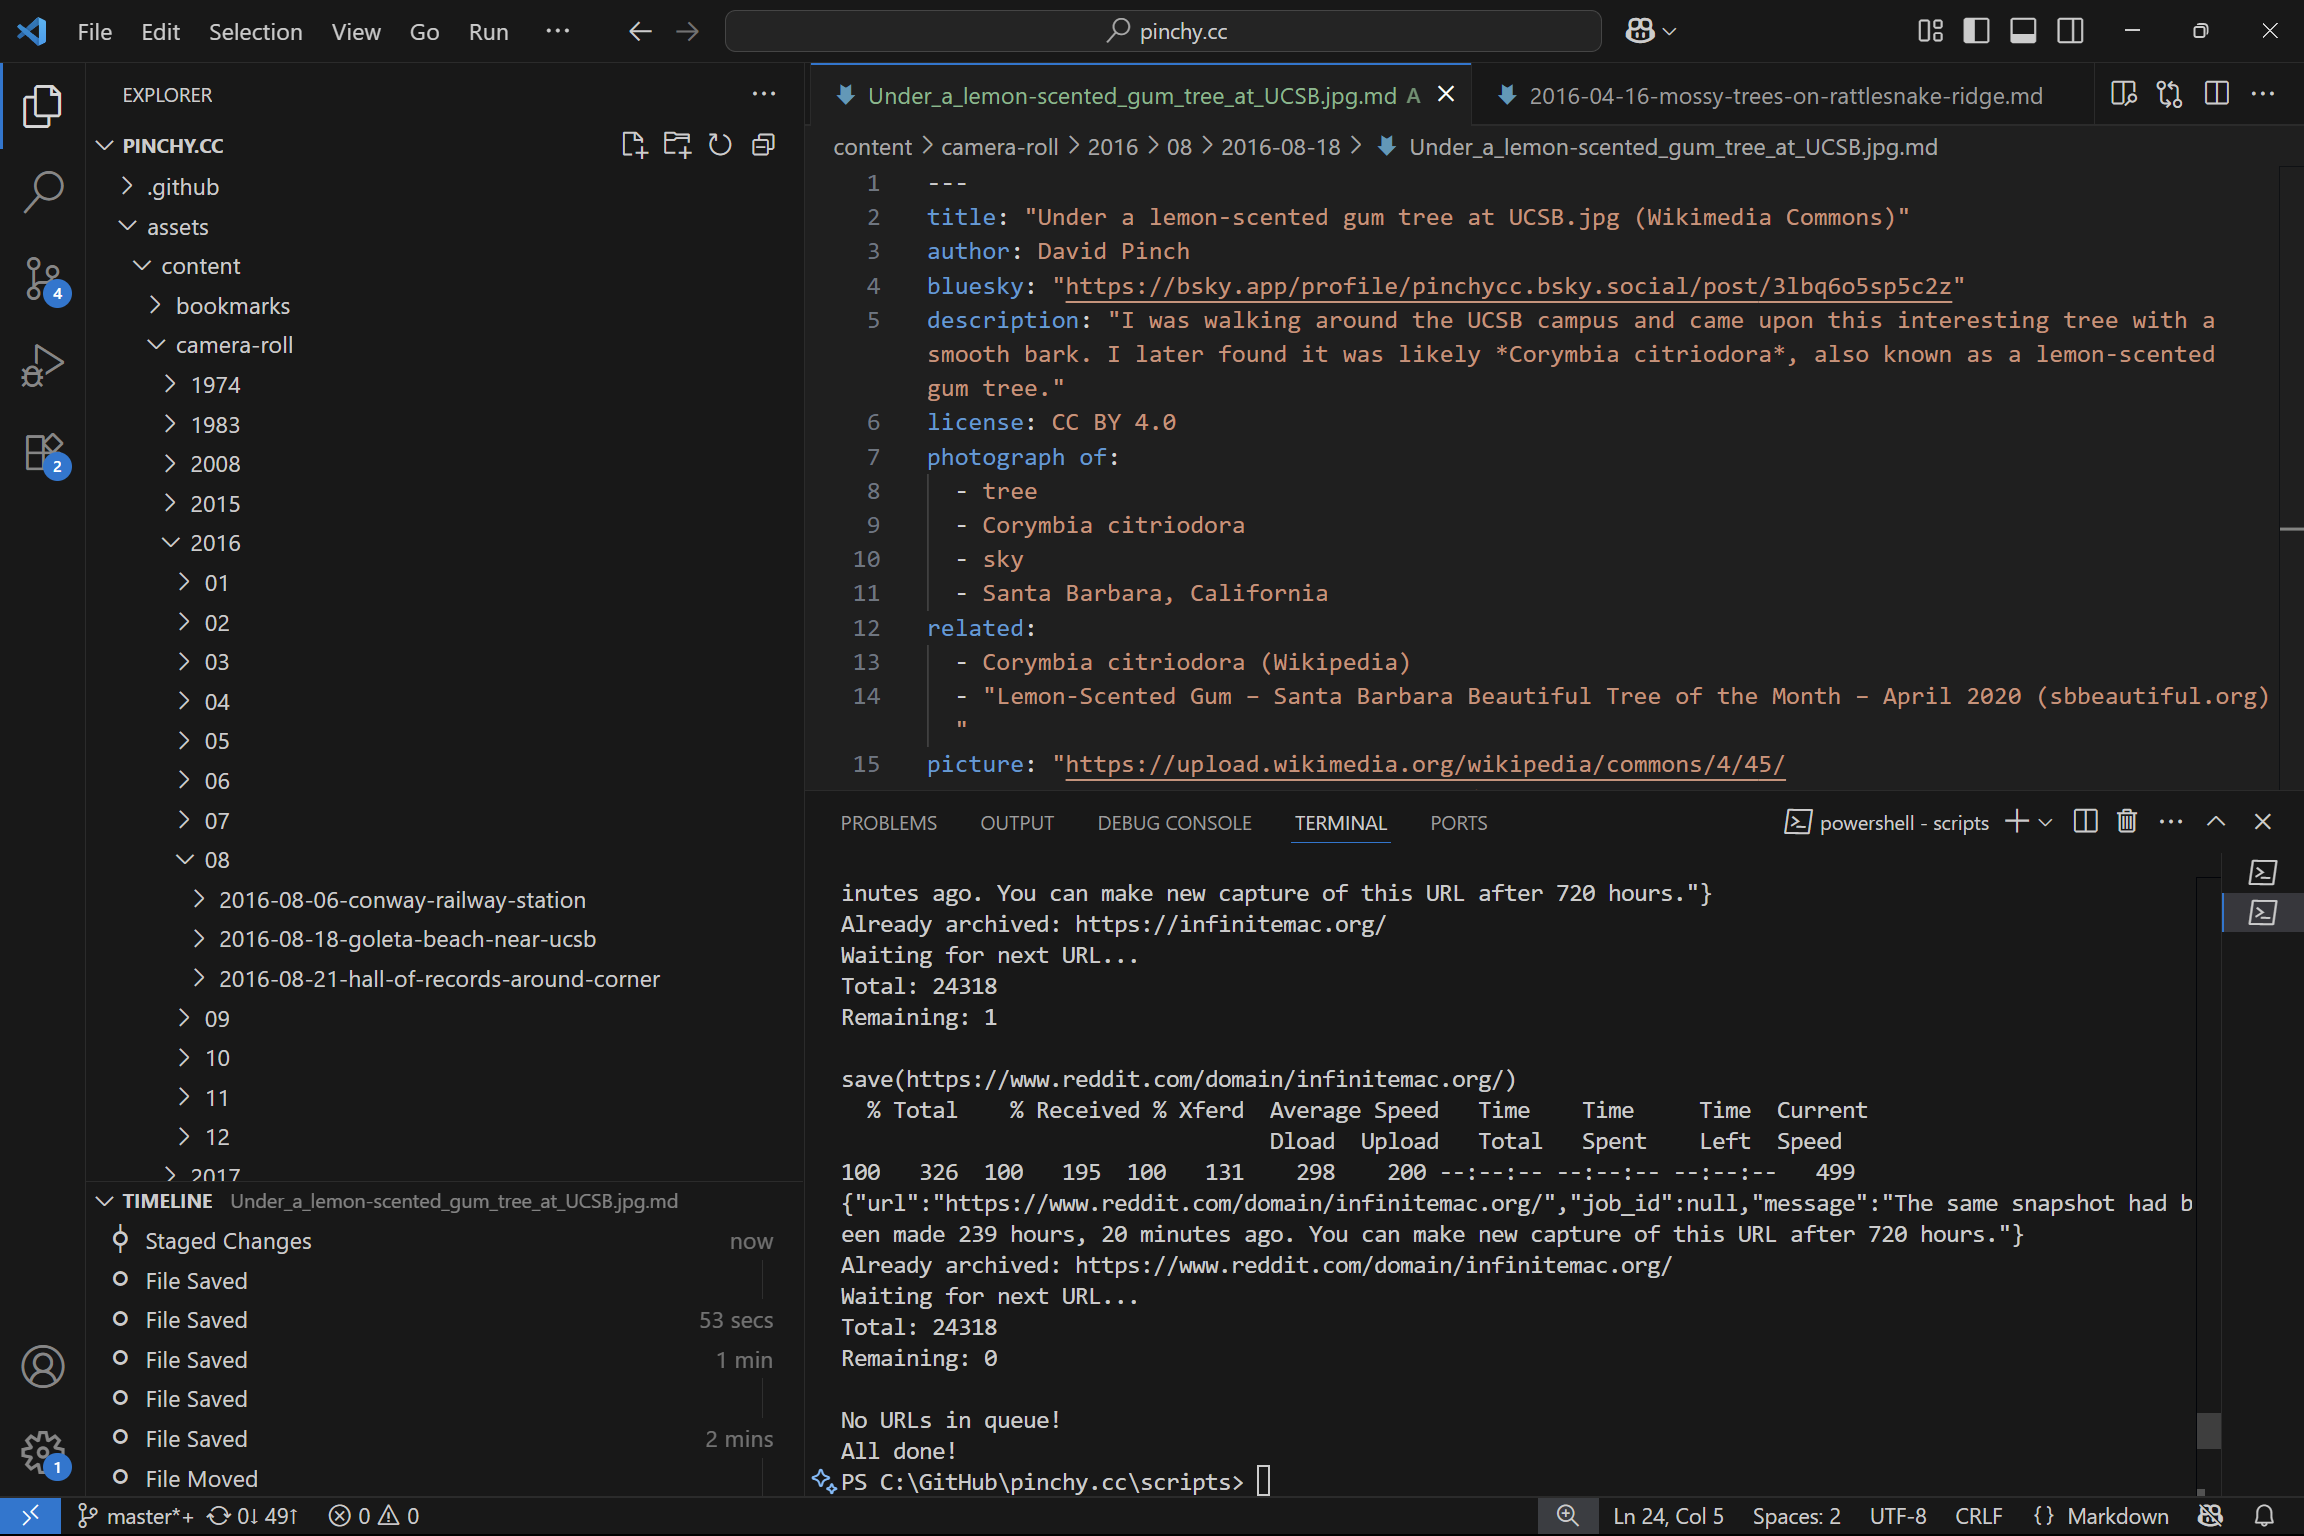 File Edit Selection View Go Run ··· pinchy.cc
EXPLORER
PINCHY.CC
.github
assets
content
bookmarks
camera-roll
1974
1983
2008
2015
2016
01
02
03
04
05
06
07
08
2016-08-06-conway-railway-station
2016-08-18-goleta-beach-near-ucsb
2016-08-21-hall-of-records-around-corner
09
10
11
12
2017
TIMELINE Under_a_lemon-scented_gum_tree_at_UCSB.jpg.md
Staged Changes now
File Saved
File Saved 53 secs
File Saved 1 min
File Saved
File Saved 2 mins
File Moved
4
2
1
Under_a_lemon-scented_gum_tree_at_UCSB.jpg.md A
2016-04-16-mossy-trees-on-rattlesnake-ridge.md
content > camera-roll > 2016 > 08 > 2016-08-18 > Under_a_lemon-scented_gum_tree_at_UCSB.jpg.md
1 ---
2 title: "Under a lemon-scented gum tree at UCSB.jpg (Wikimedia Commons)"
3 author: David Pinch
4 bluesky: "https://bsky.app/profile/pinchycc.bsky.social/post/3lbq6o5sp5c2z"
5 description: "I was walking around the UCSB campus and came upon this interesting tree with a
smooth bark. I later found it was likely *Corymbia citriodora*, also known as a lemon-scented
gum tree."
6 license: CC BY 4.0
7 photograph of:
8 - tree
9 - Corymbia citriodora
10 - sky
11 - Santa Barbara, California
12 related:
13 - Corymbia citriodora (Wikipedia)
14 - "Lemon-Scented Gum – Santa Barbara Beautiful Tree of the Month – April 2020 (sbbeautiful.org)
"
15 picture: "https://upload.wikimedia.org/wikipedia/commons/4/45/
PROBLEMS OUTPUT DEBUG CONSOLE TERMINAL PORTS powershell - scripts
inutes ago. You can make new capture of this URL after 720 hours."}
Already archived: https://infinitemac.org/
Waiting for next URL...
Total: 24318
Remaining: 1
save(https://www.reddit.com/domain/infinitemac.org/)
% Total % Received % Xferd Average Speed Time Time Time Current
Dload Upload Total Spent Left Speed
100 326 100 195 100 131 298 200 --:--:-- --:--:-- --:--:-- 499
{"url":"https://www.reddit.com/domain/infinitemac.org/","job_id":null,"message":"The same snapshot had b
een made 239 hours, 20 minutes ago. You can make new capture of this URL after 720 hours."}
Already archived: https://www.reddit.com/domain/infinitemac.org/
Waiting for next URL...
Total: 24318
Remaining: 0
No URLs in queue!
All done!
PS C:\GitHub\pinchy.cc\scripts>
master*+ 0↓ 49↑ 0 0 Ln 24, Col 5 Spaces: 2 UTF-8 CRLF {} Markdown